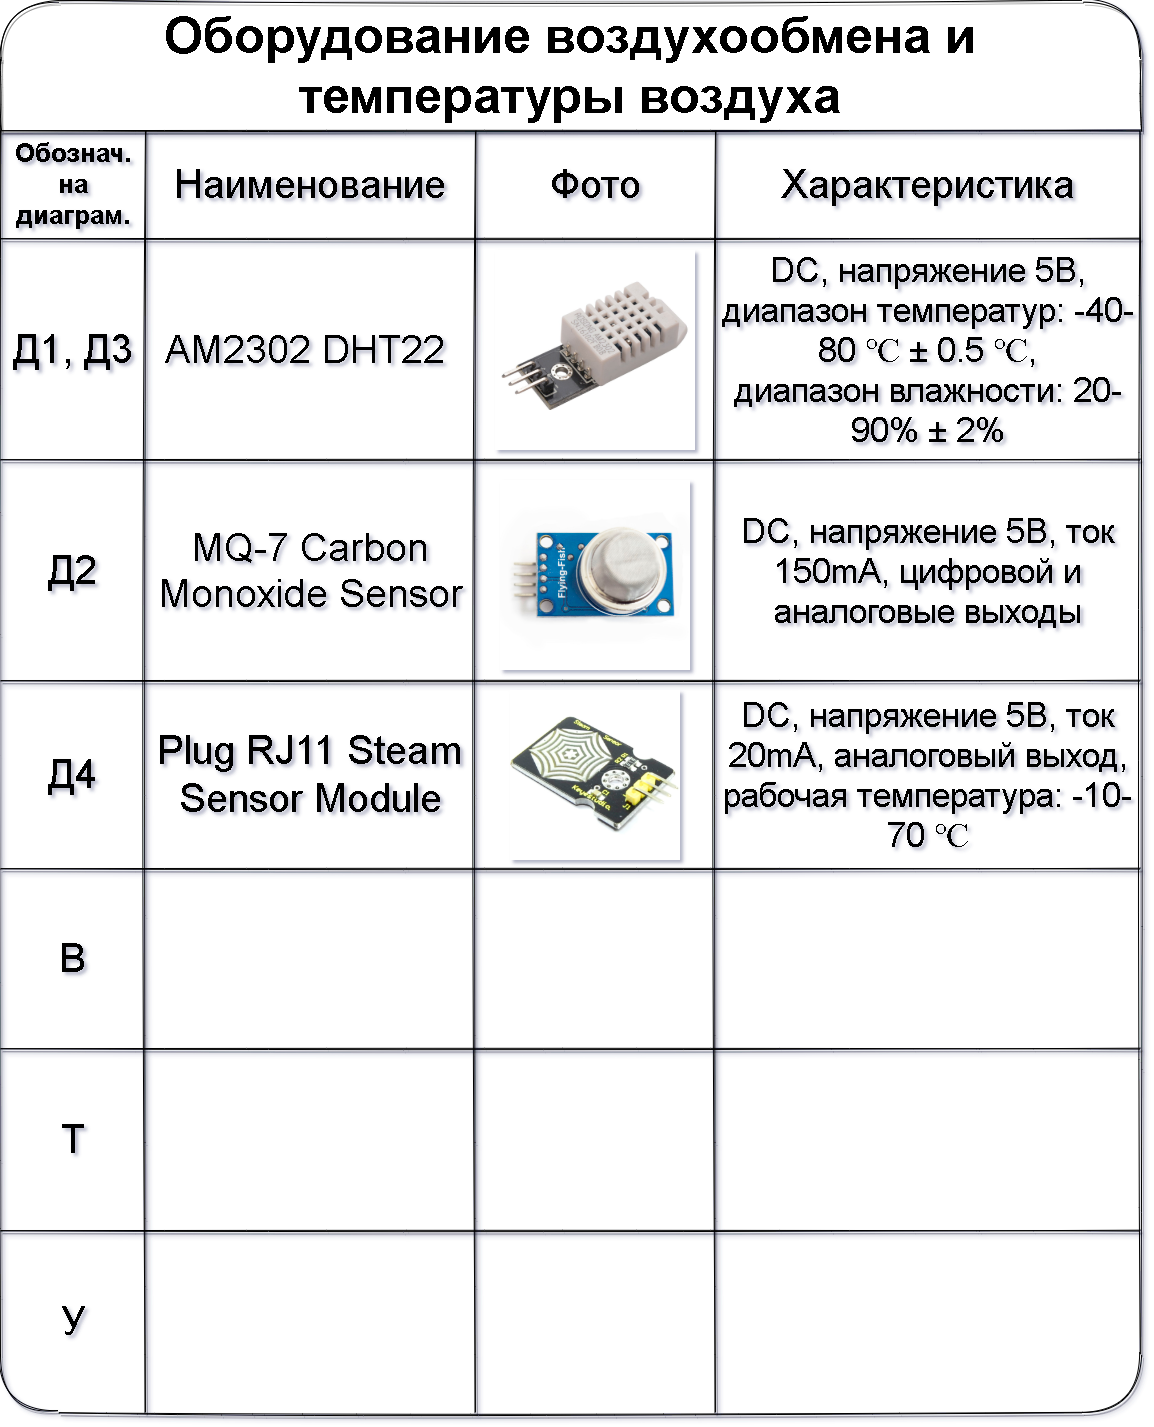 Оборудование воздухообмена и
температуры воздуха
Обознач.
на
диаграм.
Наименование
Фото
Характеристика
Д1, Д3
AM2302 DHT22
DC, напряжение 5В,
диапазон температур: -40-
80 ℃ ± 0.5 ℃,
диапазон влажности: 20-
90% ± 2%
Д2
MQ-7 Carbon
Monoxide Sensor
Flying-Fish
DC, напряжение 5В, ток
150mA, цифровой и
аналоговые выходы
Д4
Plug RJ11 Steam
Sensor Module
Steam
Sensor
Keyestudio
DC, напряжение 5В, ток
20mA, аналоговый выход,
рабочая температура: -10-
70 ℃
В
Т
У